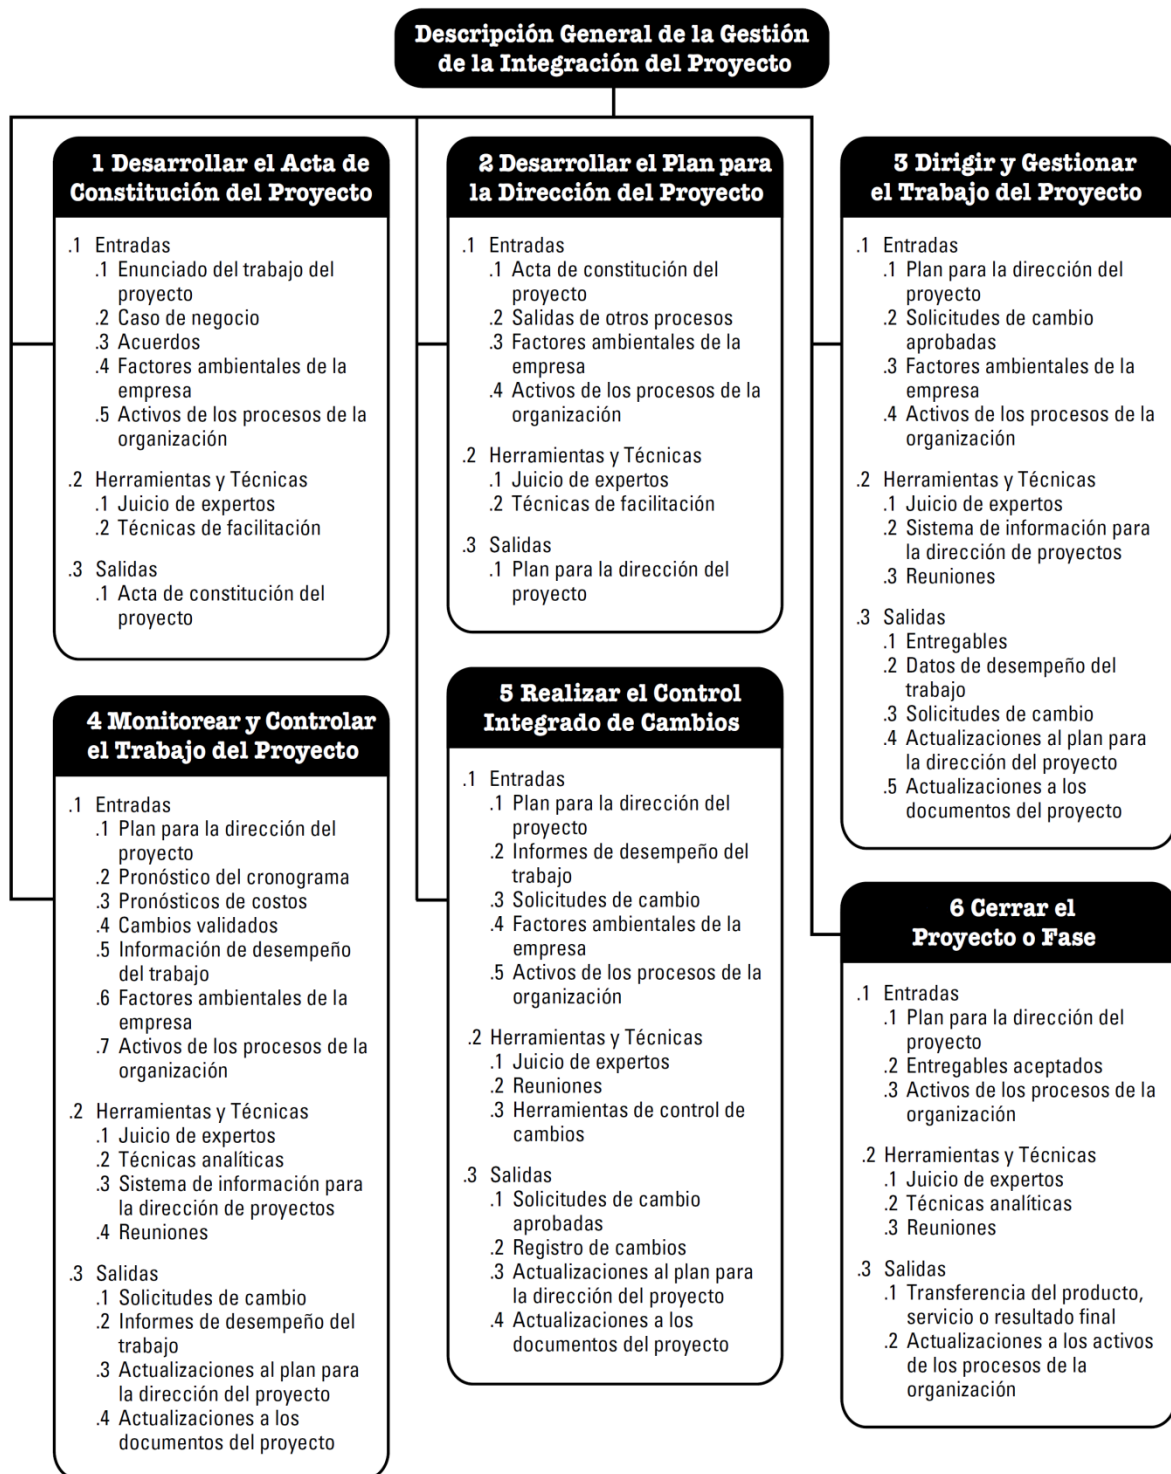 Descripción General de la Gestión
de la Integración del Proyecto
1 Desarrollar el Acta de
Constitución del Proyecto
.1 Entradas
.1 Enunciado del trabajo del
proyecto
.2 Caso de negocio
.3 Acuerdos
.4 Factores ambientales de la
empresa
.5 Activos de los procesos de la
organización
.2 Herramientas y Técnicas
.1 Juicio de expertos
.2 Técnicas de facilitación
.3 Salidas
.1 Acta de constitución del
proyecto
2 Desarrollar el Plan para
la Dirección del Proyecto
.1 Entradas
.1 Acta de constitución del
proyecto
.2 Salidas de otros procesos
.3 Factores ambientales de la
empresa
.4 Activos de los procesos de la
organización
.2 Herramientas y Técnicas
.1 Juicio de expertos
.2 Técnicas de facilitación
.3 Salidas
.1 Plan para la dirección del
proyecto
3 Dirigir y Gestionar
el Trabajo del Proyecto
.1 Entradas
.1 Plan para la dirección del
proyecto
.2 Solicitudes de cambio
aprobadas
.3 Factores ambientales de la
empresa
.4 Activos de los procesos de la
organización
.2 Herramientas y Técnicas
.1 Juicio de expertos
.2 Sistema de información para
la dirección de proyectos
.3 Reuniones
.3 Salidas
.1 Entregables
.2 Datos de desempeño del
trabajo
.3 Solicitudes de cambio
.4 Actualizaciones al plan para
la dirección del proyecto
.5 Actualizaciones a los
documentos del proyecto
4 Monitorear y Controlar
el Trabajo del Proyecto
.1 Entradas
.1 Plan para la dirección del
proyecto
.2 Pronóstico del cronograma
.3 Pronósticos de costos
.4 Cambios validados
.5 Información de desempeño
del trabajo
.6 Factores ambientales de la
empresa
.7 Activos de los procesos de la
organización
.2 Herramientas y Técnicas
.1 Juicio de expertos
.2 Técnicas analíticas
.3 Sistema de información para
la dirección de proyectos
.4 Reuniones
.3 Salidas
.1 Solicitudes de cambio
.2 Informes de desempeño del
trabajo
.3 Actualizaciones al plan para
la dirección del proyecto
.4 Actualizaciones a los
documentos del proyecto
5 Realizar el Control
Integrado de Cambios
.1 Entradas
.1 Plan para la dirección del
proyecto
.2 Informes de desempeño del
trabajo
.3 Solicitudes de cambio
.4 Factores ambientales de la
empresa
.5 Activos de los procesos de la
organización
.2 Herramientas y Técnicas
.1 Juicio de expertos
.2 Reuniones
.3 Herramientas de control de
cambios
.3 Salidas
.1 Solicitudes de cambio
aprobadas
.2 Registro de cambios
.3 Actualizaciones al plan para
la dirección del proyecto
.4 Actualizaciones a los
documentos del proyecto
6 Cerrar el
Proyecto o Fase
.1 Entradas
.1 Plan para la dirección del
proyecto
.2 Entregables aceptados
.3 Activos de los procesos de la
organización
.2 Herramientas y Técnicas
.1 Juicio de expertos
.2 Técnicas analíticas
.3 Reuniones
.3 Salidas
.1 Transferencia del producto,
servicio o resultado final
.2 Actualizaciones a los activos
de los procesos de la
organización